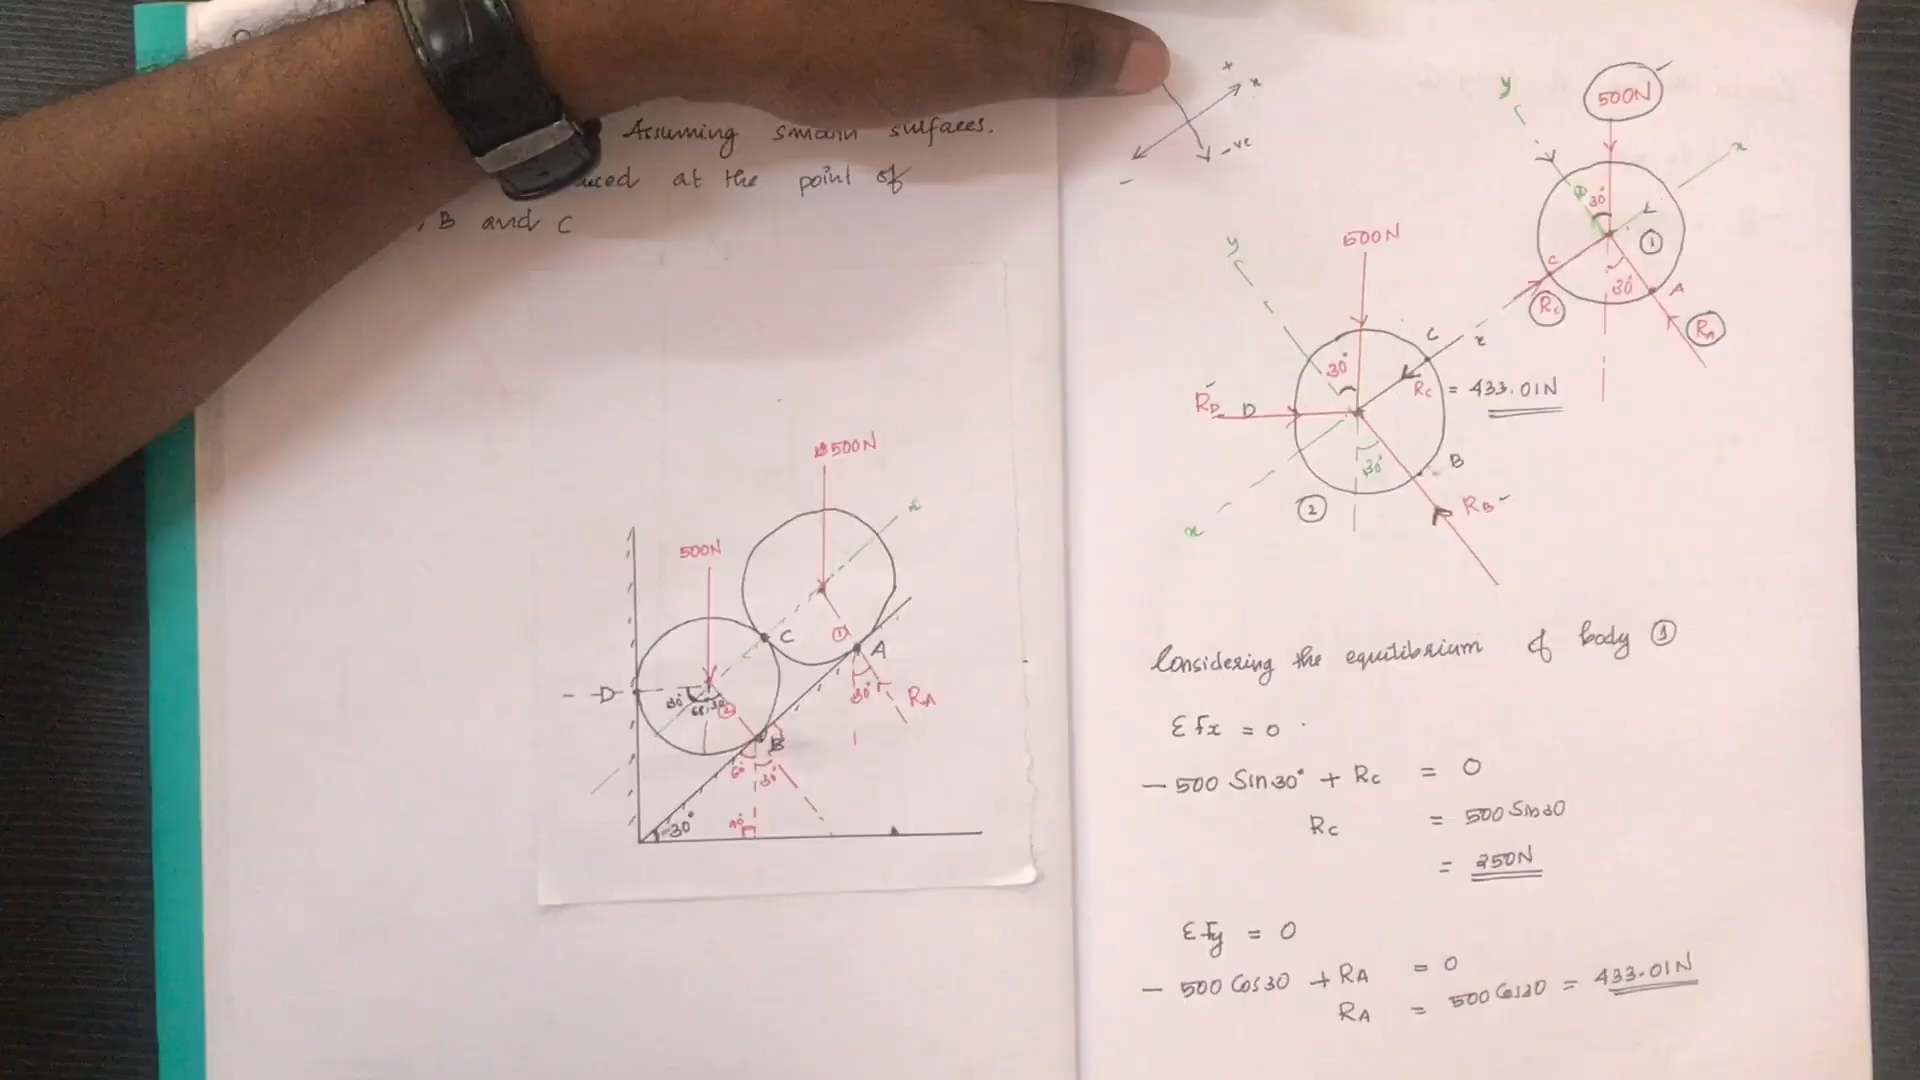 Assuming smooth surfaces.
at the point of
, B and C
500N
500N
x
C
A
D
30°
30°
RA
B
60°
30°
90°
30°
+
x
-ve
-
y
500N
x
30°
1
C
30°
A
Rc
RA
y
500N
30°
C
x
Rc = 433.01N
RD D
30°
B
2
RB
x
Considering the equilibrium of body 1
Σfx = 0
- 500 Sin30° + Rc = 0
Rc = 500 Sin30
= 250N
Σfy = 0
- 500 Cos30 + RA = 0
RA = 500 Cos30 = 433.01N